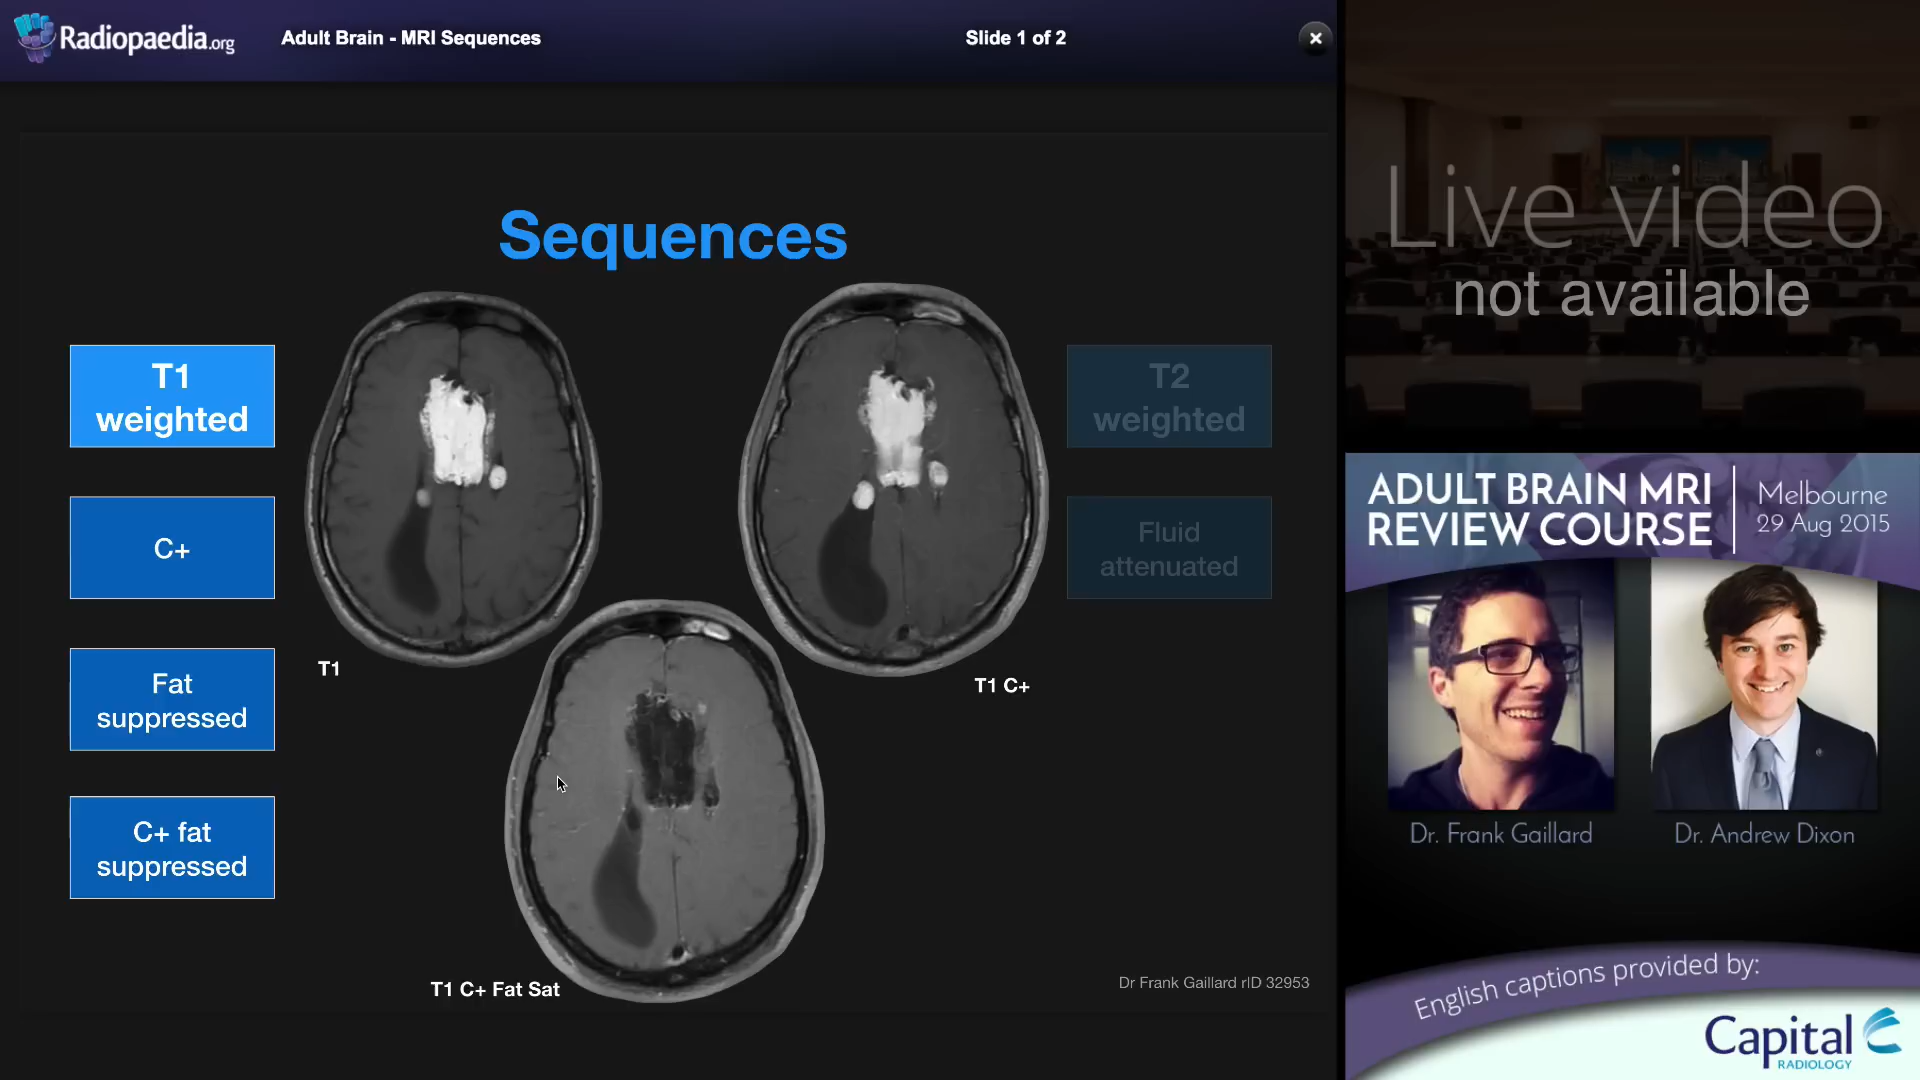 Radiopaedia.org
Adult Brain - MRI Sequences
Slide 1 of 2
Sequences
T1
weighted
C+
Fat
suppressed
C+ fat
suppressed
T1
T1 C+
T1 C+ Fat Sat
T2
weighted
Fluid
attenuated
Dr Frank Gaillard rID 32953
Live video
not available
ADULT BRAIN MRI
REVIEW COURSE
Melbourne
29 Aug 2015
Dr. Frank Gaillard
Dr. Andrew Dixon
English captions provided by:
Capital
RADIOLOGY